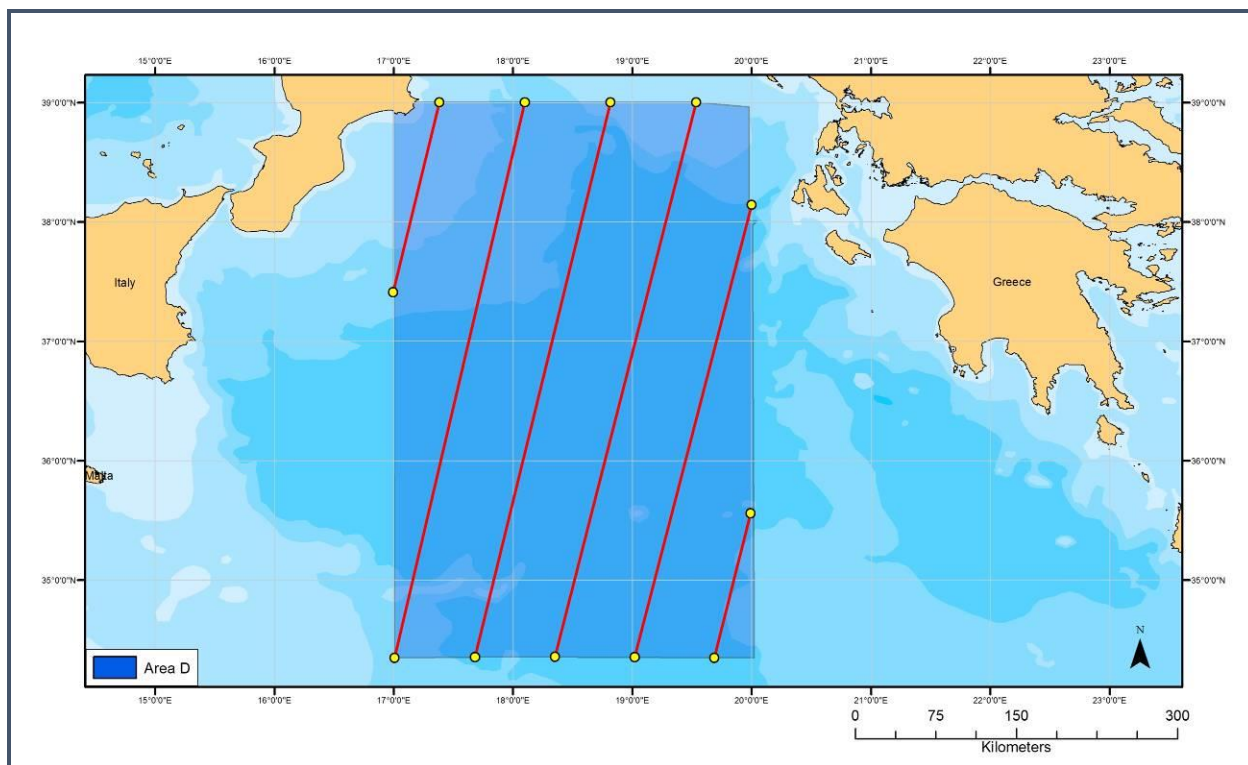 15°0'0"E 16°0'0"E 17°0'0"E 18°0'0"E 19°0'0"E 20°0'0"E 21°0'0"E 22°0'0"E 23°0'0"E
39°0'0"N 39°0'0"N
38°0'0"N 38°0'0"N
Italy Greece
37°0'0"N 37°0'0"N
36°0'0"N 36°0'0"N
Malta
35°0'0"N 35°0'0"N
N
Area D
15°0'0"E 16°0'0"E 17°0'0"E 18°0'0"E 19°0'0"E 20°0'0"E 21°0'0"E 22°0'0"E 23°0'0"E
0 75 150 300
Kilometers